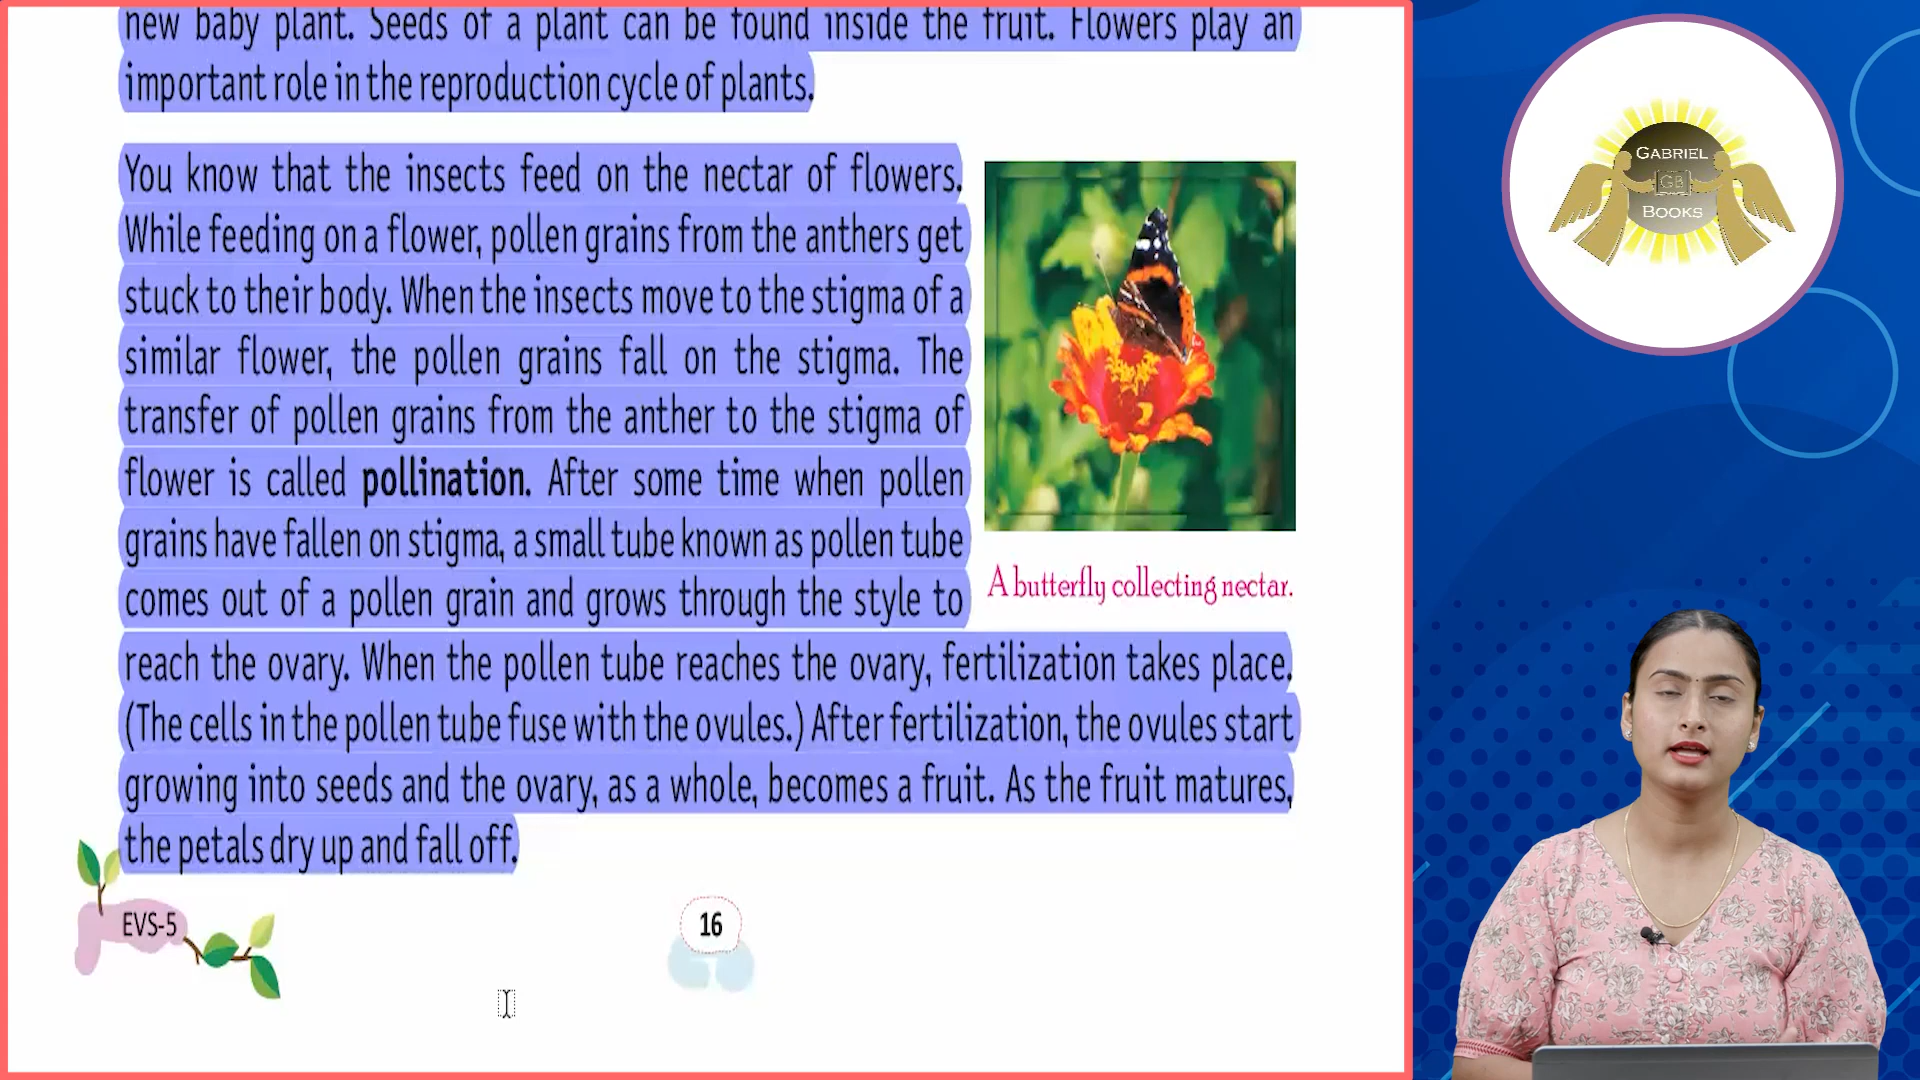 new baby plant. Seeds of a plant can be found inside the fruit. Flowers play an
important role in the reproduction cycle of plants.
You know that the insects feed on the nectar of flowers.
While feeding on a flower, pollen grains from the anthers get
stuck to their body. When the insects move to the stigma of a
similar flower, the pollen grains fall on the stigma. The
transfer of pollen grains from the anther to the stigma of
flower is called pollination. After some time when pollen
grains have fallen on stigma, a small tube known as pollen tube
comes out of a pollen grain and grows through the style to
reach the ovary. When the pollen tube reaches the ovary, fertilization takes place.
(The cells in the pollen tube fuse with the ovules.) After fertilization, the ovules start
growing into seeds and the ovary, as a whole, becomes a fruit. As the fruit matures,
the petals dry up and fall off.
A butterfly collecting nectar.
EVS-5
16
GABRIEL
GB
BOOKS